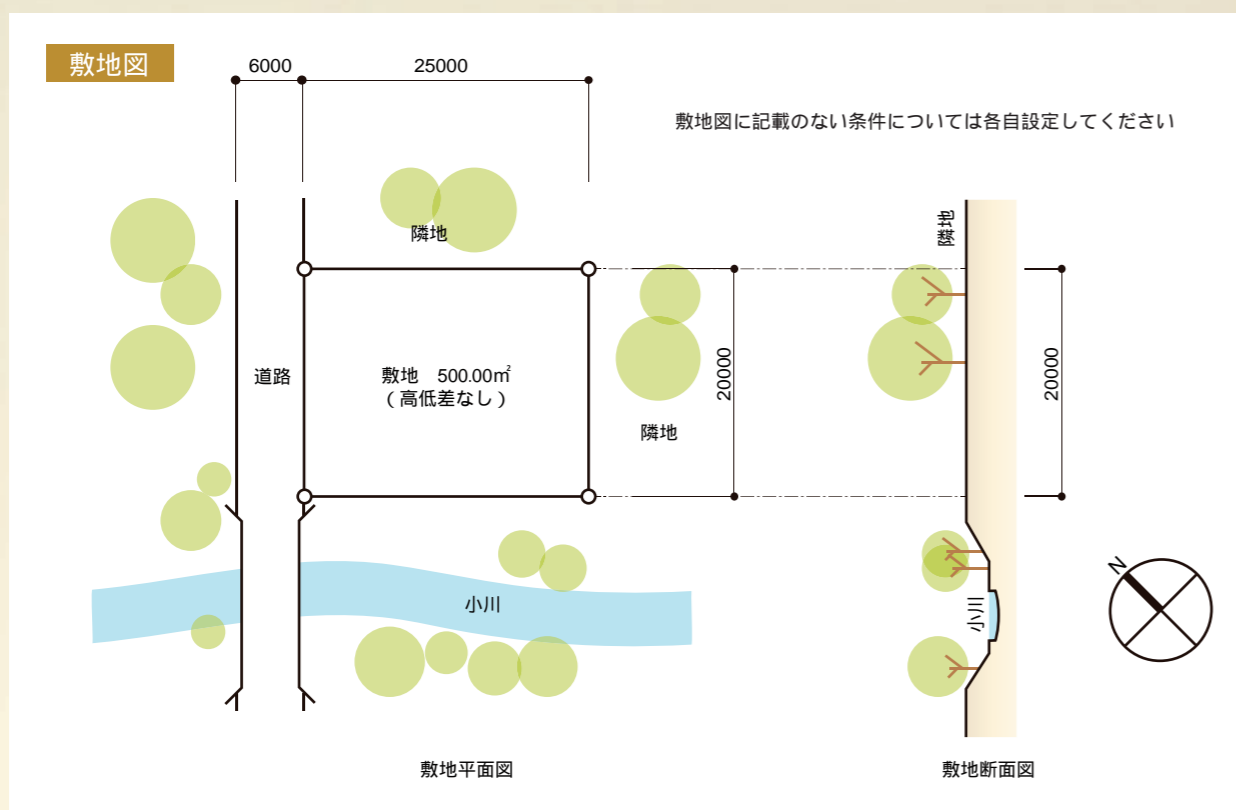 敷地図
6000
25000
敷地図に記載のない条件については各自設定してください
隣地
隣地
道路
敷地 500.00㎡
(高低差なし)
20000
20000
隣地
N
小川
小川
敷地平面図
敷地断面図